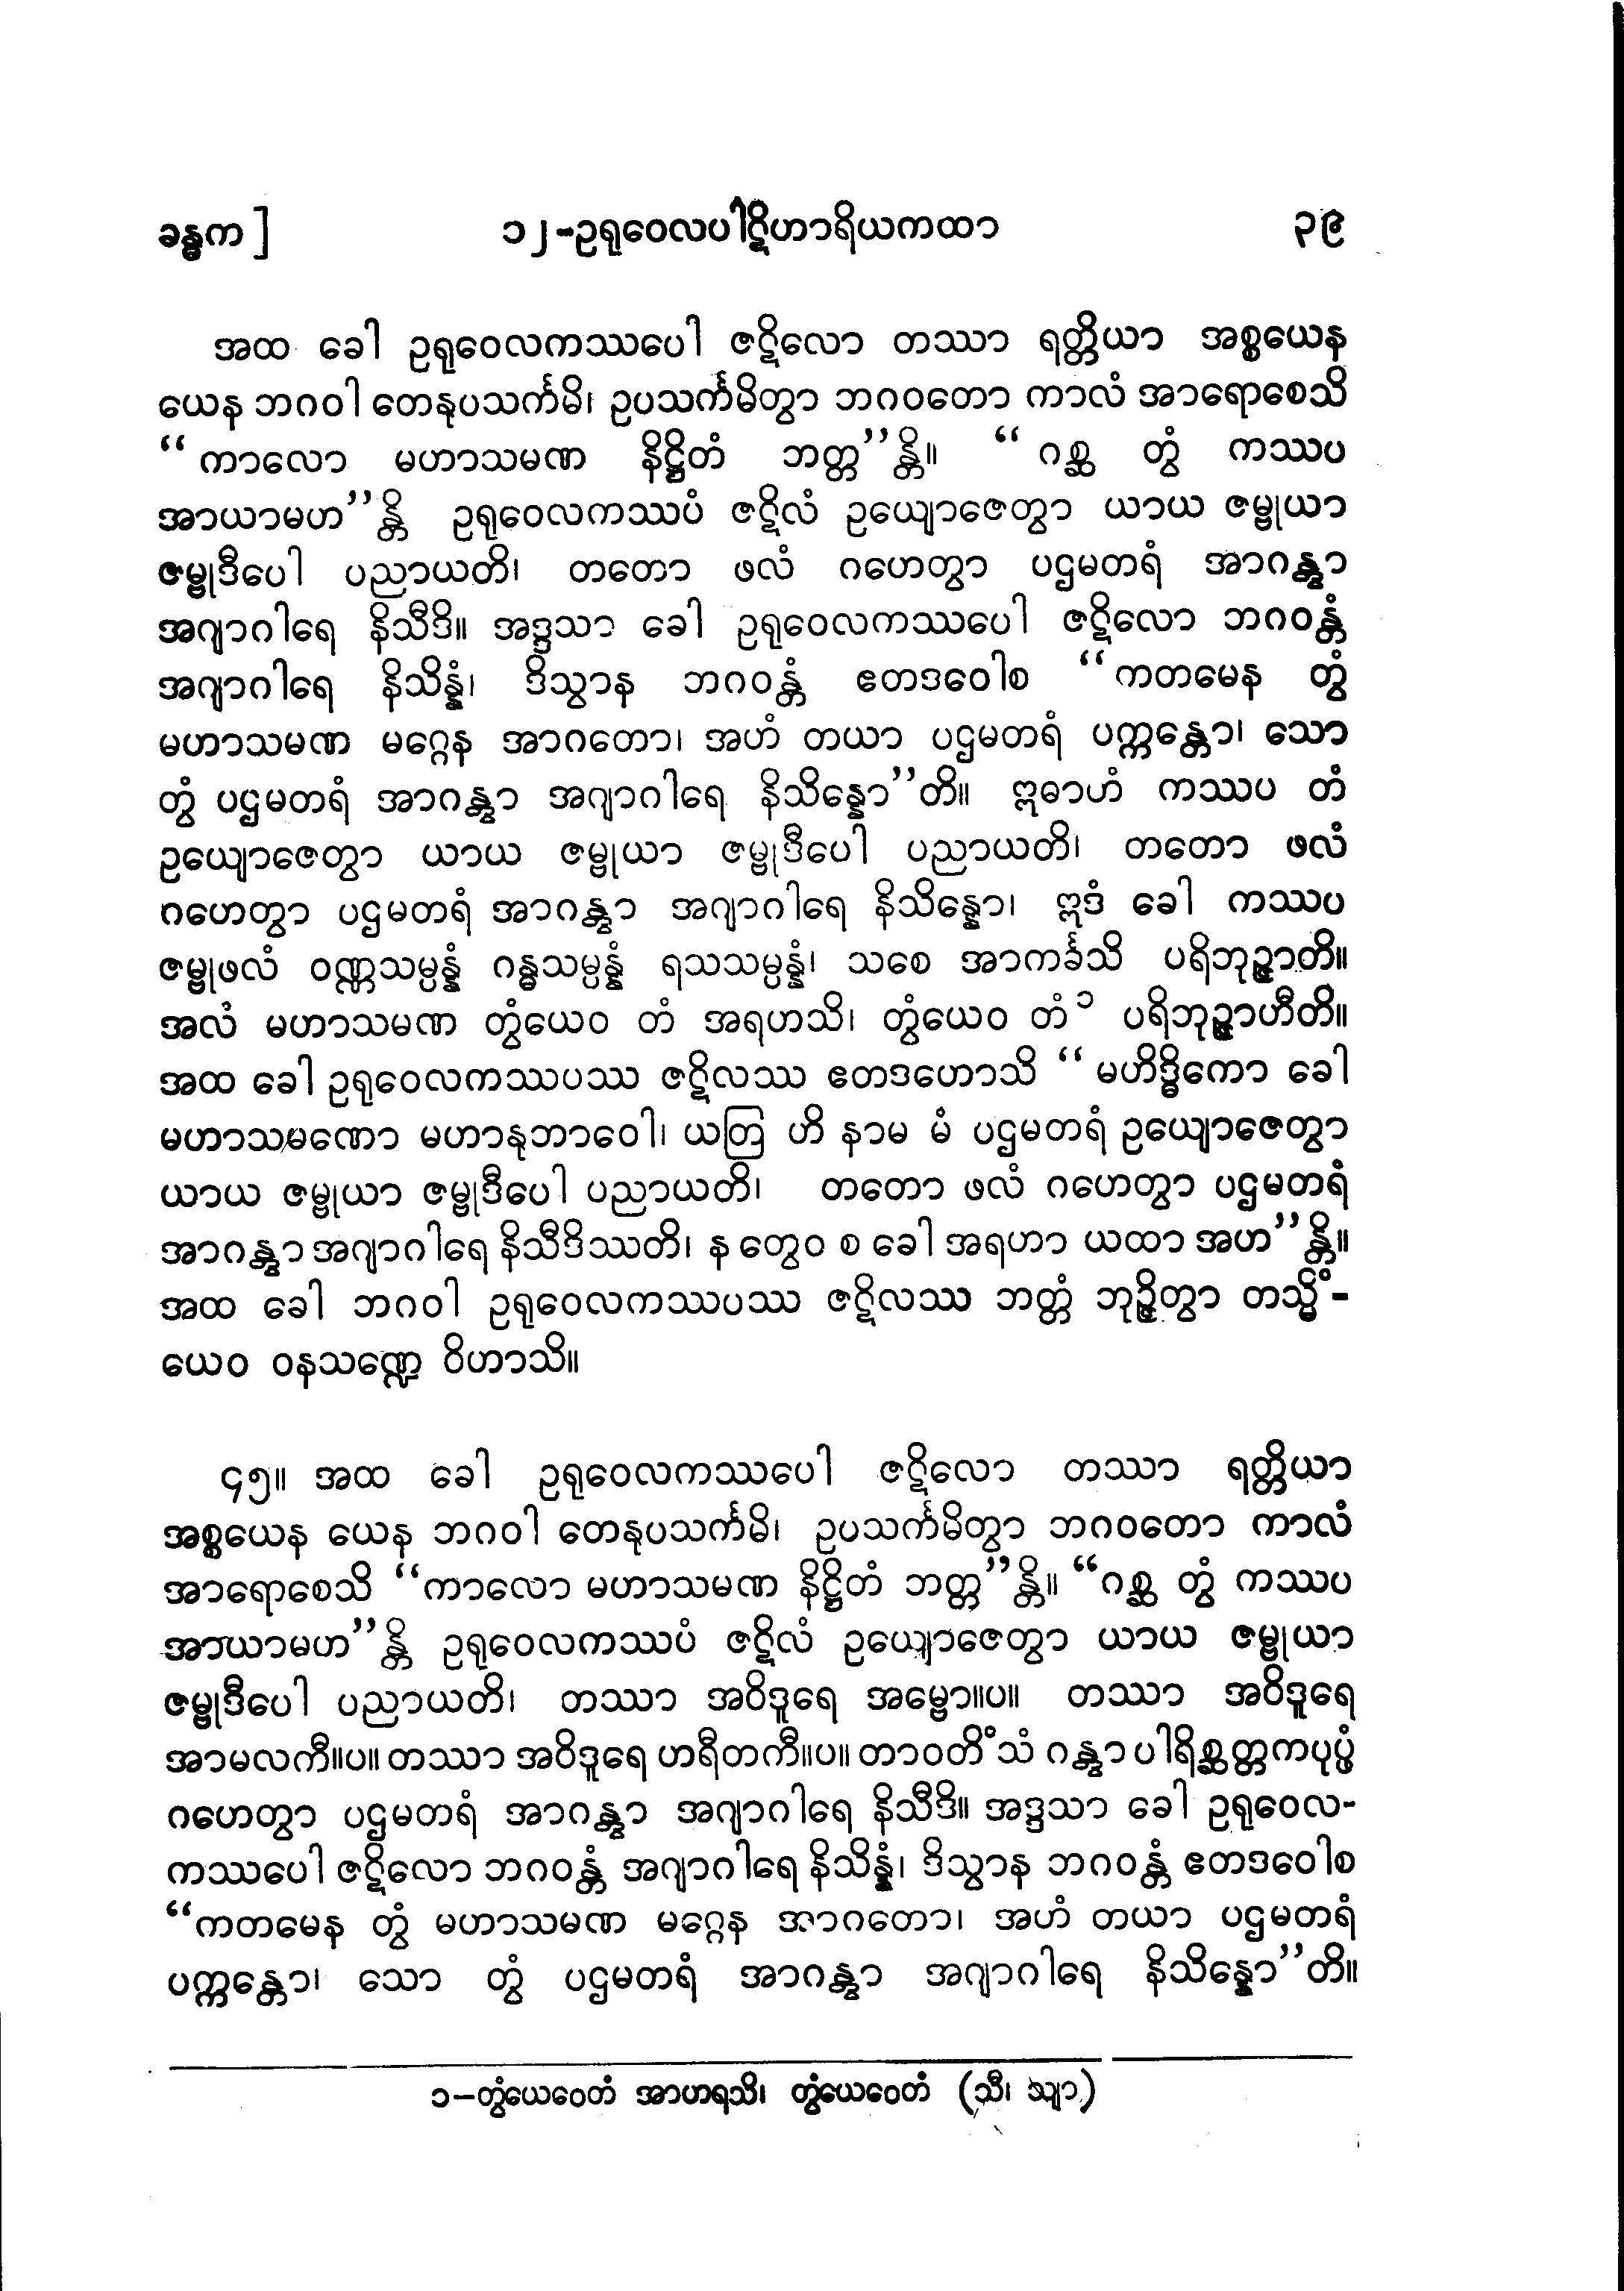 ခန္ဓက] ၁၂-ဥရုဝေလပါဋိဟာရိယကထာ ၃၉
အထ ခေါ ဥရုဝေလကဿပေါ ဇဋိလော တဿာ ရတ္တိယာ အစ္စယေန
ယေန ဘဂဝါ တေနုပသင်္ကမိ၊ ဥပသင်္ကမိတွာ ဘဂဝတော ကာလံ အာရောစေသိ
“ကာလော မဟာသမဏ နိဋ္ဌိတံ ဘတ္တ”န္တိ။ “ဂစ္ဆ တွံ ကဿပ
အာယာမဟ”န္တိ ဥရုဝေလကဿပံ ဇဋိလံ ဥယျောဇေတွာ ယာယ ဇမ္ဗုယာ
ဇမ္ဗုဒီပေါ ပညာယတိ၊ တတော ဖလံ ဂဟေတွာ ပဌမတရံ အာဂန္တွာ
အဂျာဂါရေ နိသီဒိ။ အဒ္ဒသာ ခေါ ဥရုဝေလကဿပေါ ဇဋိလော ဘဂဝန္တံ
အဂျာဂါရေ နိသိန္နံ၊ ဒိသွာန ဘဂဝန္တံ ဧတဒဝေါစ “ကတမေန တွံ
မဟာသမဏ မဂ္ဂေန အာဂတော၊ အဟံ တယာ ပဌမတရံ ပက္ကန္တော၊ သော
တွံ ပဌမတရံ အာဂန္တွာ အဂျာဂါရေ နိသိန္နော”တိ။ ဣဓာဟံ ကဿပ တံ
ဥယျောဇေတွာ ယာယ ဇမ္ဗုယာ ဇမ္ဗုဒီပေါ ပညာယတိ၊ တတော ဖလံ
ဂဟေတွာ ပဌမတရံ အာဂန္တွာ အဂျာဂါရေ နိသိန္နော၊ ဣဒံ ခေါ ကဿပ
ဇမ္ဗုဖလံ ဝဏ္ဏသမ္ပန္နံ ဂန္ဓသမ္ပန္နံ ရသသမ္ပန္နံ၊ သစေ အာကင်္ခသိ ပရိဘုဉ္ဇာတိ။
အလံ မဟာသမဏ တွံယေဝ တံ အရဟသိ၊ တွံယေဝ တံ ၁ ပရိဘုဉ္ဇာဟီတိ။
အထ ခေါ ဥရုဝေလကဿပဿ ဇဋိလဿ ဧတဒဟောသိ “မဟိဒ္ဓိကော ခေါ
မဟာသမဏော မဟာနုဘာဝေါ၊ ယတြ ဟိ နာမ မံ ပဌမတရံ ဥယျောဇေတွာ
ယာယ ဇမ္ဗုယာ ဇမ္ဗုဒီပေါ ပညာယတိ၊ တတော ဖလံ ဂဟေတွာ ပဌမတရံ
အာဂန္တွာ အဂျာဂါရေ နိသီဒိဿတိ၊ န တွေဝ စ ခေါ အရဟာ ယထာ အဟ”န္တိ။
အထ ခေါ ဘဂဝါ ဥရုဝေလကဿပဿ ဇဋိလဿ ဘတ္တံ ဘုဉ္ဇိတွာ တသ္မိံ-
ယေဝ ဝနသဏ္ဍေ ဝိဟာသိ။
၄၅။ အထ ခေါ ဥရုဝေလကဿပေါ ဇဋိလော တဿာ ရတ္တိယာ
အစ္စယေန ယေန ဘဂဝါ တေနုပသင်္ကမိ၊ ဥပသင်္ကမိတွာ ဘဂဝတော ကာလံ
အာရောစေသိ “ကာလော မဟာသမဏ နိဋ္ဌိတံ ဘတ္တ”န္တိ။ “ဂစ္ဆ တွံ ကဿပ
အာယာမဟ”န္တိ ဥရုဝေလကဿပံ ဇဋိလံ ဥယျောဇေတွာ ယာယ ဇမ္ဗုယာ
ဇမ္ဗုဒီပေါ ပညာယတိ၊ တဿာ အဝိဒူရေ အမ္ဗော။ပ။ တဿာ အဝိဒူရေ
အာမလကီ။ပ။ တဿာ အဝိဒူရေ ဟရီတကီ။ပ။ တာဝတိံသံ ဂန္တွာ ပါရိစ္ဆတ္တကပုပ္ဖံ
ဂဟေတွာ ပဌမတရံ အာဂန္တွာ အဂျာဂါရေ နိသီဒိ။ အဒ္ဒသာ ခေါ ဥရုဝေလ-
ကဿပေါ ဇဋိလော ဘဂဝန္တံ အဂျာဂါရေ နိသိန္နံ၊ ဒိသွာန ဘဂဝန္တံ ဧတဒဝေါစ
“ကတမေန တွံ မဟာသမဏ မဂ္ဂေန အာဂတော၊ အဟံ တယာ ပဌမတရံ
ပက္ကန္တော၊ သော တွံ ပဌမတရံ အာဂန္တွာ အဂျာဂါရေ နိသိန္နော”တိ။
၁-တွံယေဝေတံ အာဟရသိ၊ တွံယေဝေတံ (သီ၊ သျာ)